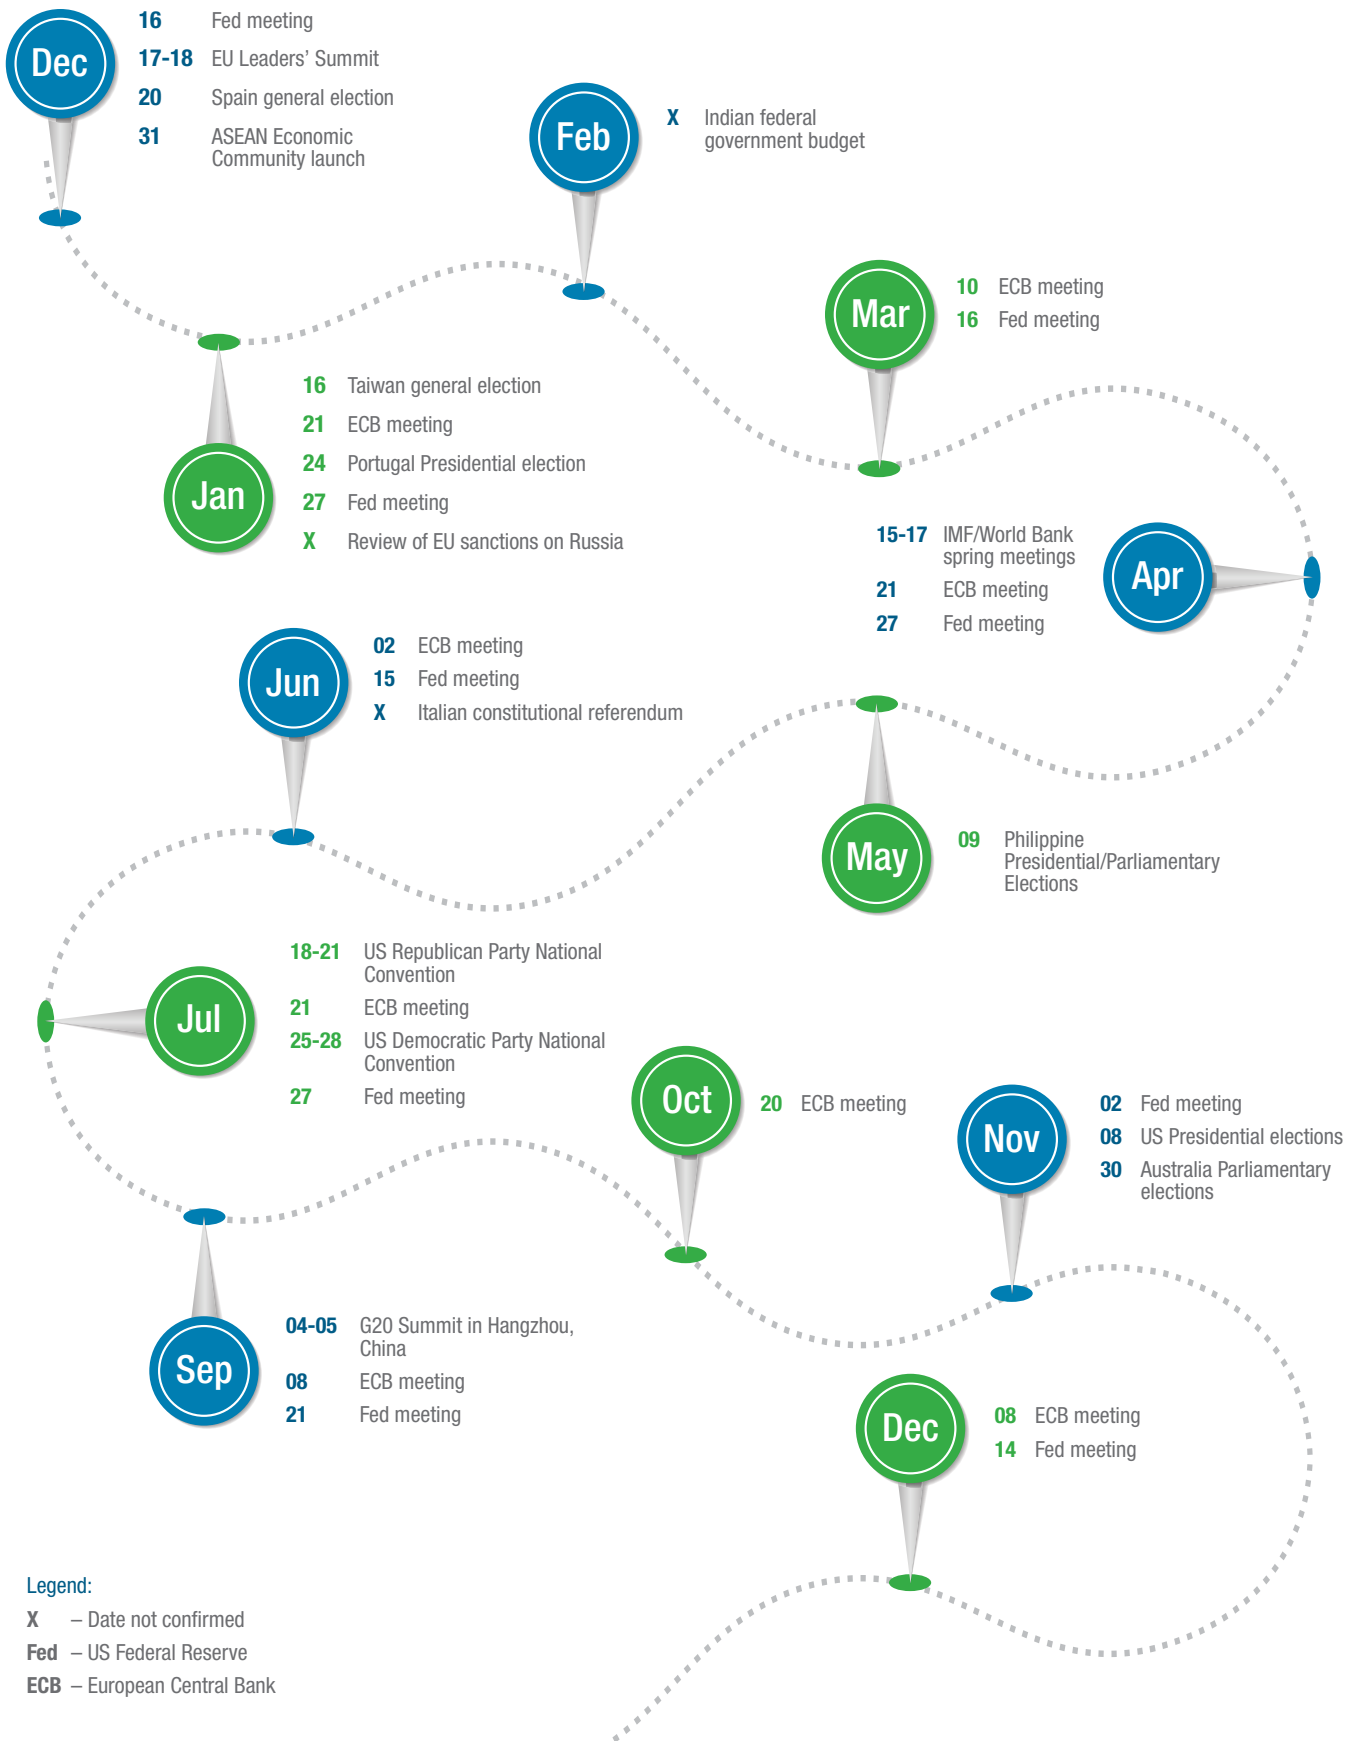 Dec
16 Fed meeting
17-18 EU Leaders’ Summit
20 Spain general election
31 ASEAN Economic
Community launch
Feb
X Indian federal
government budget
Mar
10 ECB meeting
16 Fed meeting
Jan
16 Taiwan general election
21 ECB meeting
24 Portugal Presidential election
27 Fed meeting
X Review of EU sanctions on Russia
Apr
15-17 IMF/World Bank
spring meetings
21 ECB meeting
27 Fed meeting
Jun
02 ECB meeting
15 Fed meeting
X Italian constitutional referendum
May
09 Philippine
Presidential/Parliamentary
Elections
Jul
18-21 US Republican Party National
Convention
21 ECB meeting
25-28 US Democratic Party National
Convention
27 Fed meeting
Oct
20 ECB meeting
Nov
02 Fed meeting
08 US Presidential elections
30 Australia Parliamentary
elections
Sep
04-05 G20 Summit in Hangzhou,
China
08 ECB meeting
21 Fed meeting
Dec
08 ECB meeting
14 Fed meeting
Legend:
X – Date not confirmed
Fed – US Federal Reserve
ECB – European Central Bank